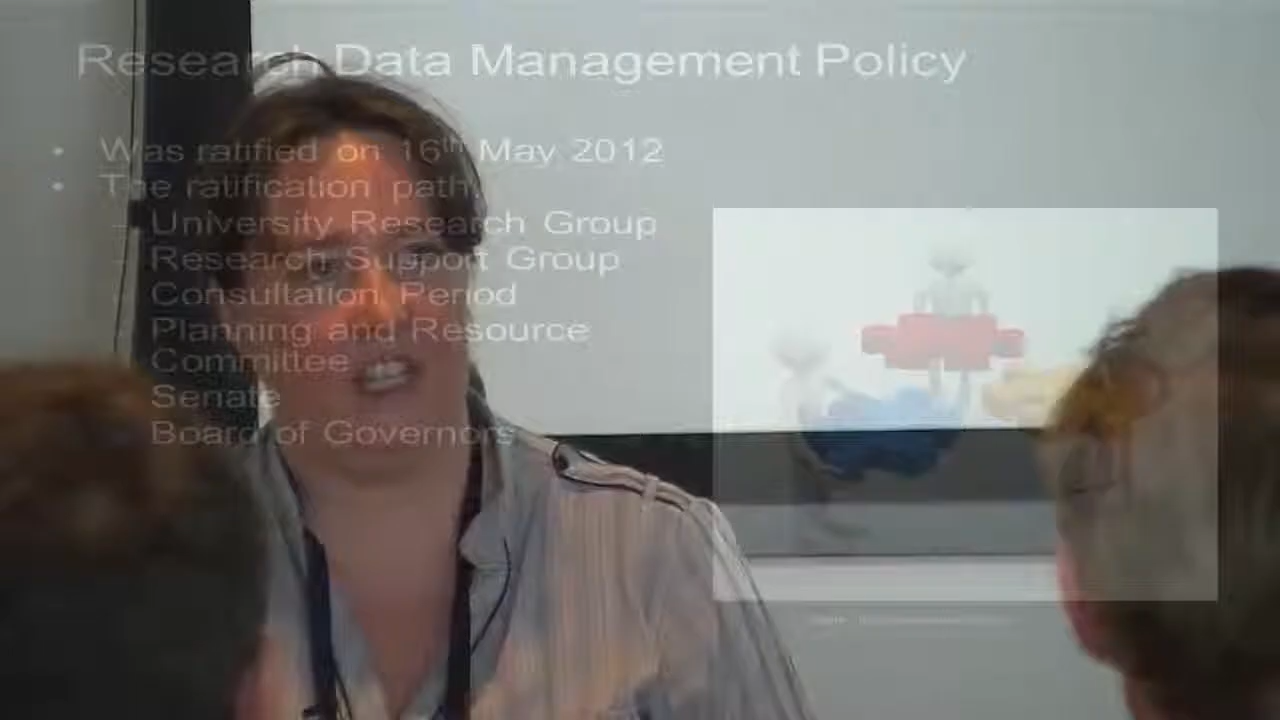 Research Data Management Policy
• Was ratified on 16th May 2012
• The ratification path:
– University Research Group
– Research Support Group
– Consultation Period
– Planning and Resource
Committee
– Senate
– Board of Governors